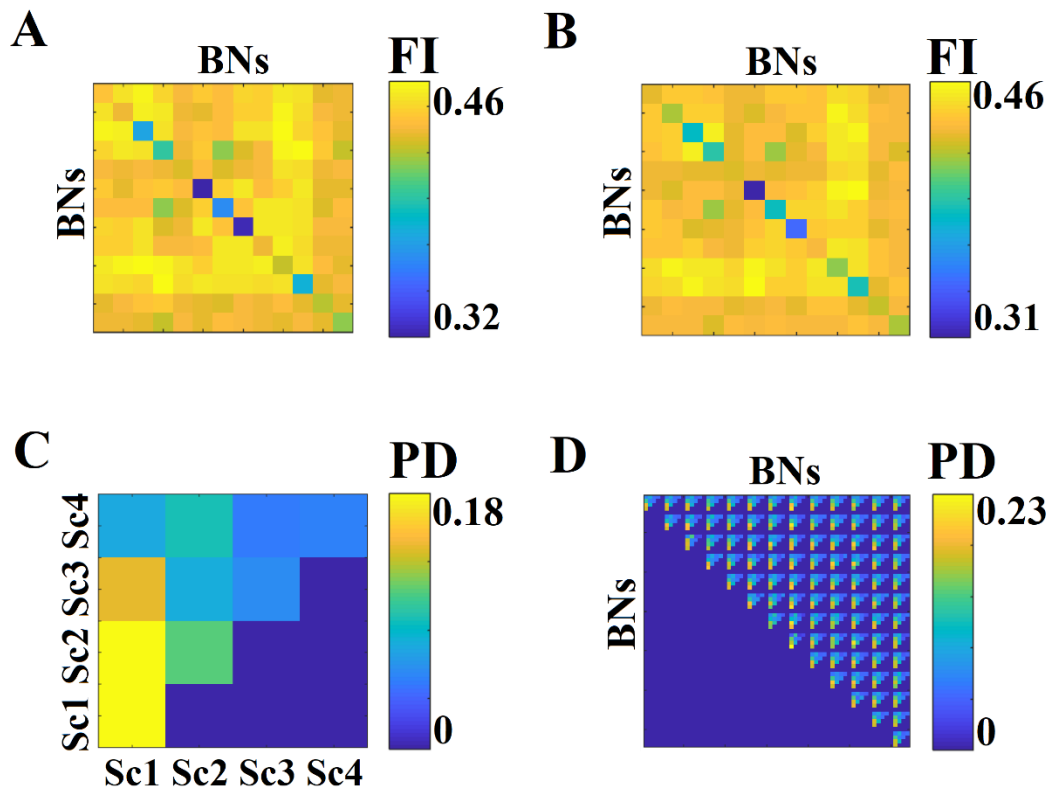 A
BNs
FI
0.46
BNs
0.32
B
BNs
FI
0.46
BNs
0.31
C
PD
0.18
Sc4
Sc3
Sc2
Sc1
0
Sc1 Sc2 Sc3 Sc4
D
BNs
PD
0.23
BNs
0